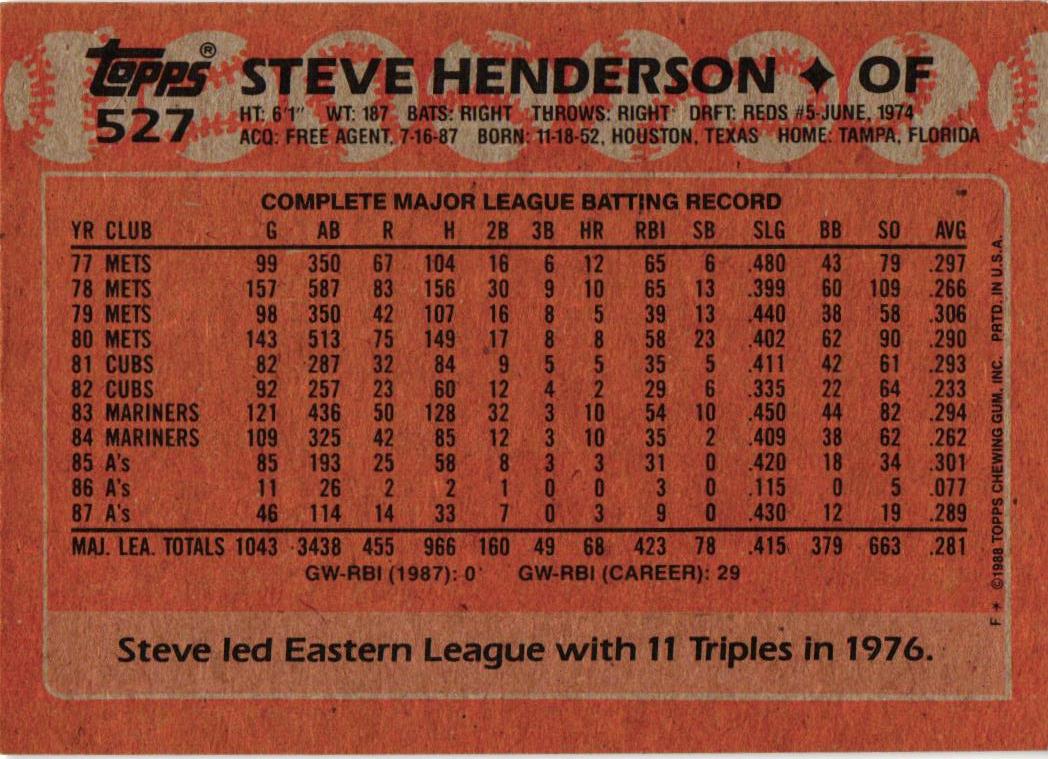 Topps® STEVE HENDERSON ✦ OF
527
HT: 6'1" WT: 187 BATS: RIGHT THROWS: RIGHT DRFT: REDS #5-JUNE, 1974
ACQ: FREE AGENT, 7-16-87 BORN: 11-18-52, HOUSTON, TEXAS HOME: TAMPA, FLORIDA
COMPLETE MAJOR LEAGUE BATTING RECORD
YR CLUB G AB R H 2B 3B HR RBI SB SLG BB SO AVG
77 METS 99 350 67 104 16 6 12 65 6 .480 43 79 .297
78 METS 157 587 83 156 30 9 10 65 13 .399 60 109 .266
79 METS 98 350 42 107 16 8 5 39 13 .440 38 58 .306
80 METS 143 513 75 149 17 8 8 58 23 .402 62 90 .290
81 CUBS 82 287 32 84 9 5 5 35 5 .411 42 61 .293
82 CUBS 92 257 23 60 12 4 2 29 6 .335 22 64 .233
83 MARINERS 121 436 50 128 32 3 10 54 10 .450 44 82 .294
84 MARINERS 109 325 42 85 12 3 10 35 2 .409 38 62 .262
85 A's 85 193 25 58 8 3 3 31 0 .420 18 34 .301
86 A's 11 26 2 2 1 0 0 3 0 .115 0 5 .077
87 A's 46 114 14 33 7 0 3 9 0 .430 12 19 .289
MAJ. LEA. TOTALS 1043 3438 455 966 160 49 68 423 78 .415 379 663 .281
GW-RBI (1987): 0 GW-RBI (CAREER): 29
Steve led Eastern League with 11 Triples in 1976.
F * ©1988 TOPPS CHEWING GUM, INC. PRTD. IN U.S.A.